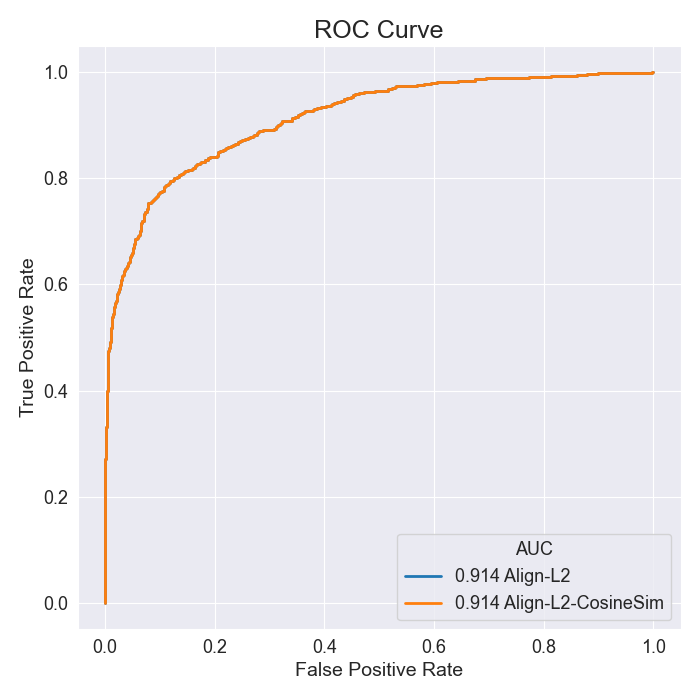 ROC Curve
1.0
0.8
0.6
0.4
0.2
0.0
True Positive Rate
AUC
0.914 Align-L2
0.914 Align-L2-CosineSim
0.0 0.2 0.4 0.6 0.8 1.0
False Positive Rate